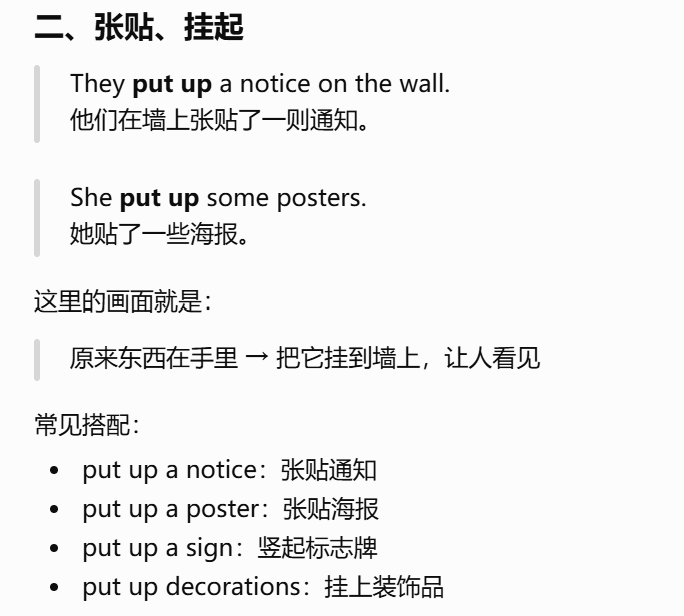 二、张贴、挂起
They put up a notice on the wall.
他们在墙上张贴了一则通知。
She put up some posters.
她贴了一些海报。
这里的画面就是：
原来东西在手里 → 把它挂到墙上，让人看见
常见搭配：
• put up a notice：张贴通知
• put up a poster：张贴海报
• put up a sign：竖起标志牌
• put up decorations：挂上装饰品